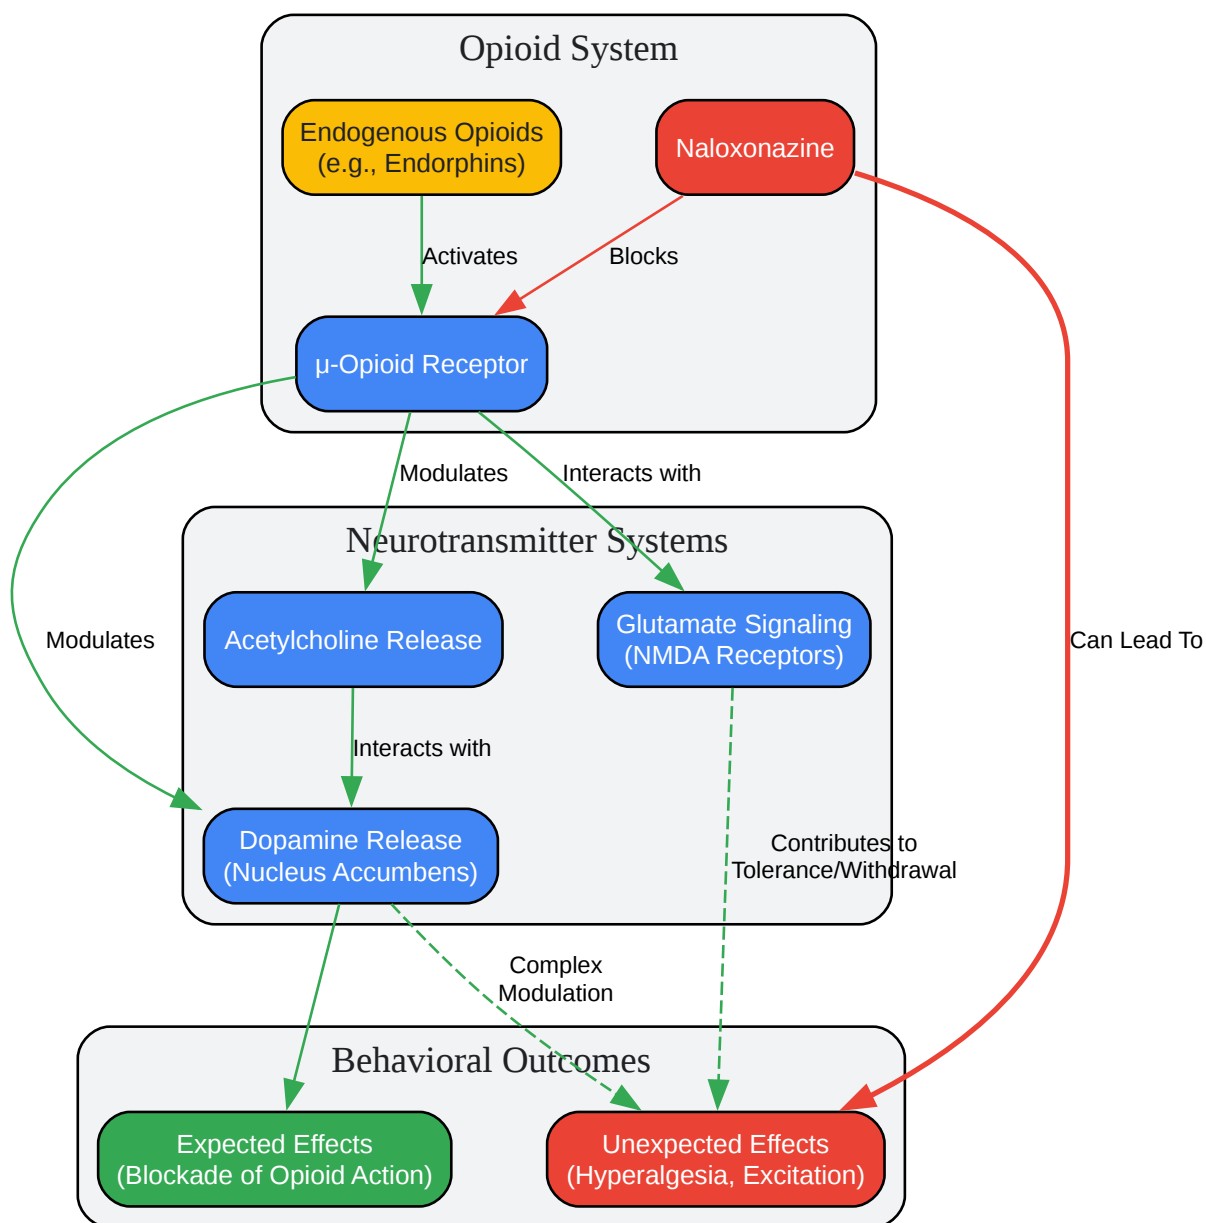 Opioid System
Endogenous Opioids
(e.g., Endorphins)
Naloxonazine
Activates
Blocks
μ-Opioid Receptor
Modulates
Interacts with
Neurotransmitter Systems
Acetylcholine Release
Glutamate Signaling
(NMDA Receptors)
Modulates
Can Lead To
Interacts with
Dopamine Release
(Nucleus Accumbens)
Contributes to
Tolerance/Withdrawal
Complex
Modulation
Behavioral Outcomes
Expected Effects
(Blockade of Opioid Action)
Unexpected Effects
(Hyperalgesia, Excitation)